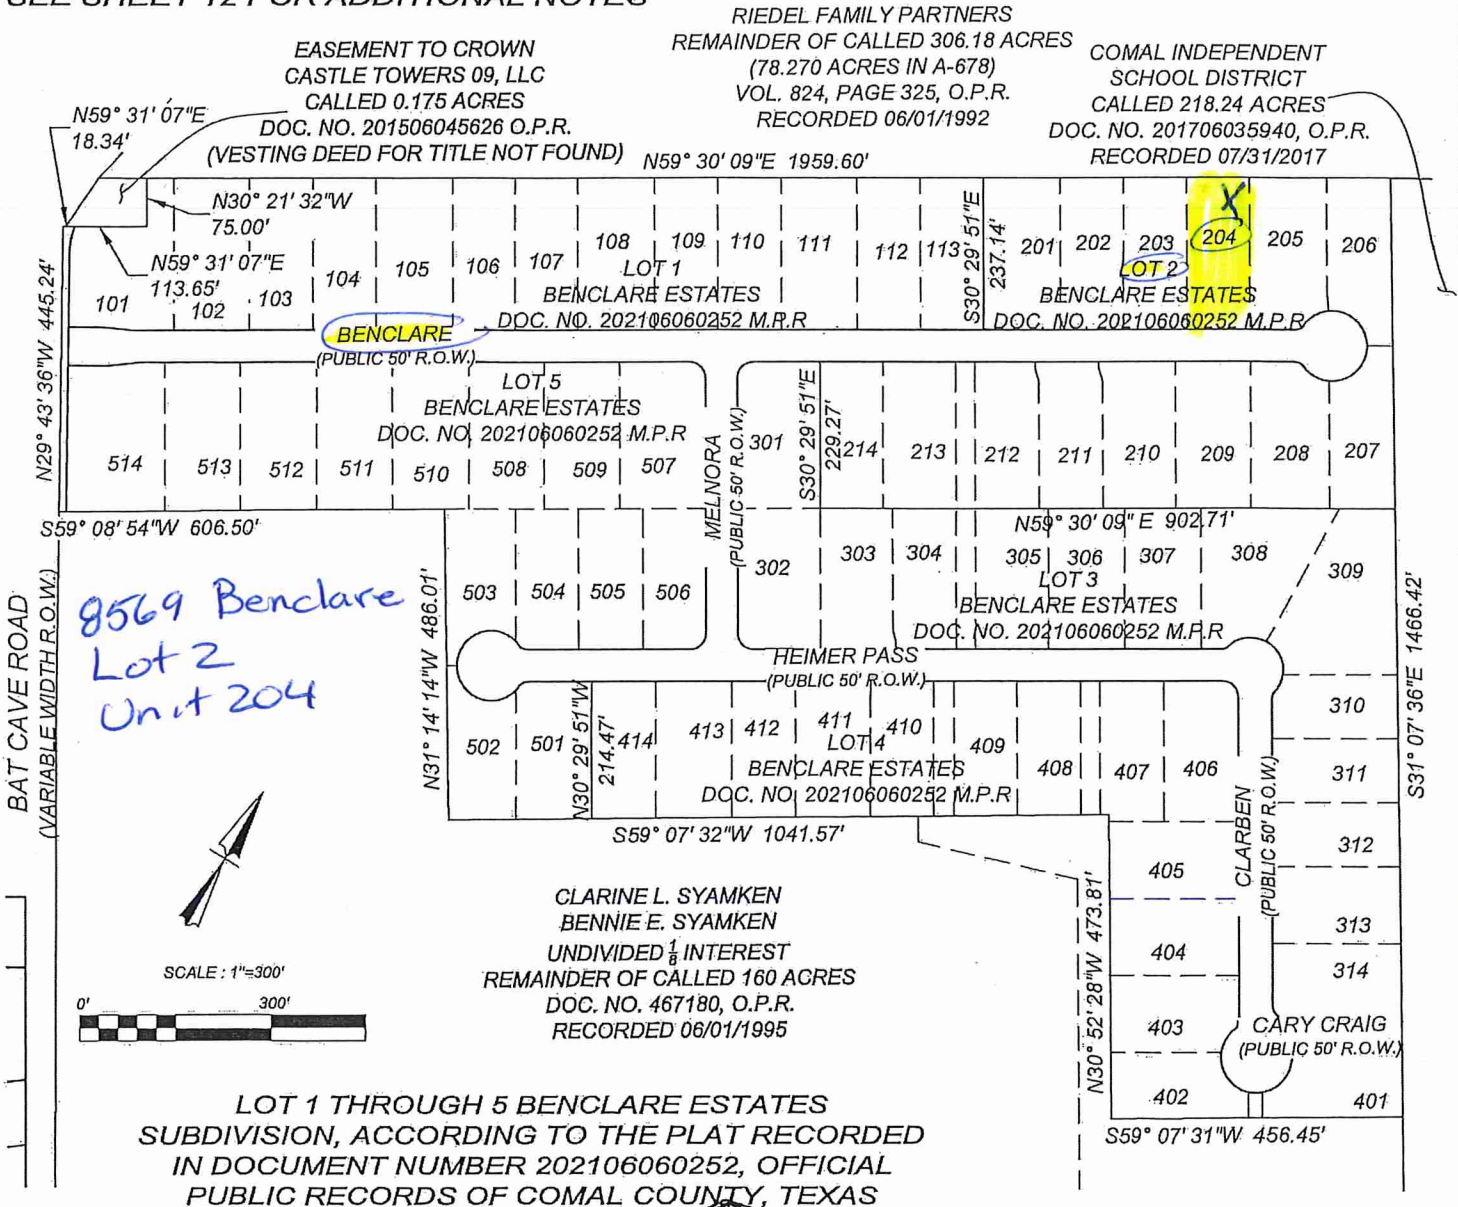 SEE SHEET 12 FOR ADDITIONAL NOTES
RIEDEL FAMILY PARTNERS
REMAINDER OF CALLED 306.18 ACRES
(78.270 ACRES IN A-678)
VOL. 824, PAGE 325, O.P.R.
RECORDED 06/01/1992
EASEMENT TO CROWN
CASTLE TOWERS 09, LLC
CALLED 0.175 ACRES
DOC. NO. 201506045626 O.P.R.
(VESTING DEED FOR TITLE NOT FOUND)
COMAL INDEPENDENT
SCHOOL DISTRICT
CALLED 218.24 ACRES
DOC. NO. 201706035940, O.P.R.
RECORDED 07/31/2017
N59° 31' 07"E
18.34'
N59° 30' 09"E 1959.60'
N30° 21' 32"W
75.00'
N59° 31' 07"E
113.65'
N29° 43' 36"W 445.24'
101
102
103
104
105
106
107
108
109
110
111
112
113
LOT 1
BENCLARE ESTATES
DOC. NO. 202106060252 M.P.R
S30° 29' 51"E
237.14'
201
202
203
X
204
205
206
LOT 2
BENCLARE ESTATES
DOC. NO. 202106060252 M.P.R
BENCLARE
(PUBLIC 50' R.O.W.)
LOT 5
BENCLARE ESTATES
DOC. NO. 202106060252 M.P.R
514
513
512
511
510
508
509
507
MELNORA
(PUBLIC 50' R.O.W.)
301
S30° 29' 51"E
229.27'
214
213
212
211
210
209
208
207
S59° 08' 54"W 606.50'
N59° 30' 09" E 902.71'
503
504
505
506
302
303
304
305
306
307
308
309
LOT 3
BENCLARE ESTATES
DOC. NO. 202106060252 M.P.R
8569 Benclare
Lot 2
Unit 204
BAT CAVE ROAD
(VARIABLE WIDTH R.O.W.)
N31° 14' 14"W 486.01'
HEIMER PASS
(PUBLIC 50' R.O.W.)
S31° 07' 36"E 1466.42'
502
501
N30° 29' 51"W
214.47'
414
413
412
411
410
409
408
407
406
LOT 4
BENCLARE ESTATES
DOC. NO. 202106060252 M.P.R
310
311
312
313
314
S59° 07' 32"W 1041.57'
CLARBEN
(PUBLIC 50' R.O.W.)
405
404
403
402
401
N30° 52' 28"W 473.81'
CARY CRAIG
(PUBLIC 50' R.O.W.)
S59° 07' 31"W 456.45'
CLARINE L. SYAMKEN
BENNIE E. SYAMKEN
UNDIVIDED 1/8 INTEREST
REMAINDER OF CALLED 160 ACRES
DOC. NO. 467180, O.P.R.
RECORDED 06/01/1995
SCALE : 1"=300'
0' 300'
LOT 1 THROUGH 5 BENCLARE ESTATES
SUBDIVISION, ACCORDING TO THE PLAT RECORDED
IN DOCUMENT NUMBER 202106060252, OFFICIAL
PUBLIC RECORDS OF COMAL COUNTY, TEXAS